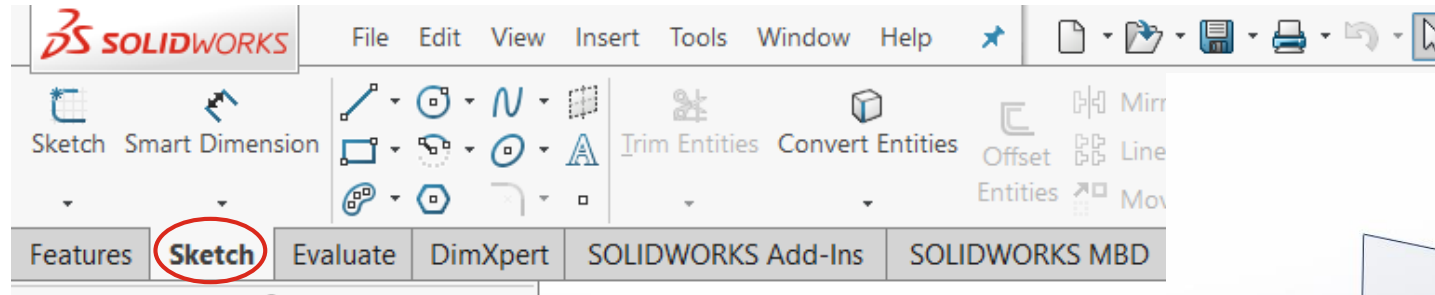 SOLIDWORKS File Edit View Insert Tools Window Help
Sketch Smart Dimension Trim Entities Convert Entities Offset Entities
Features Sketch Evaluate DimXpert SOLIDWORKS Add-Ins SOLIDWORKS MBD